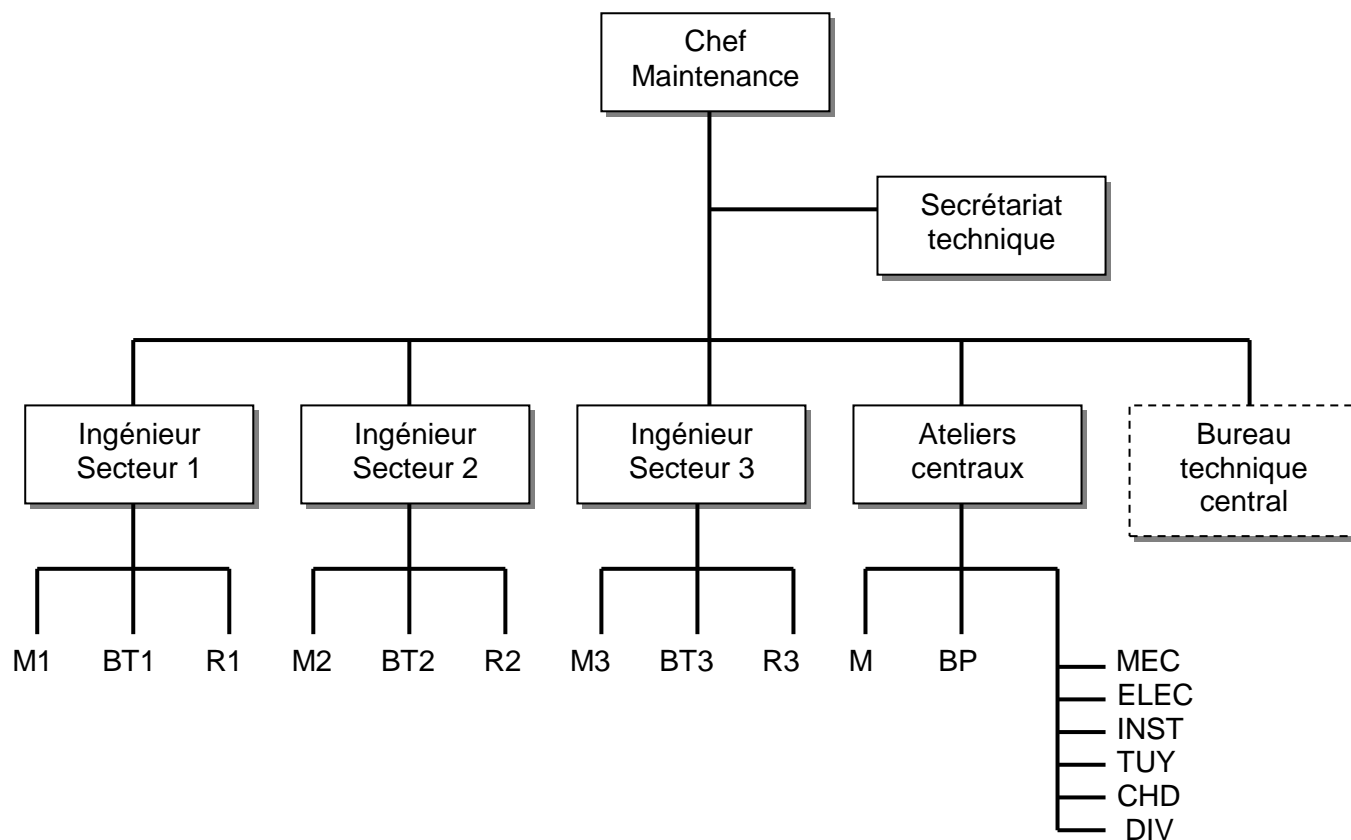 Chef
Maintenance
Secrétariat
technique
Ingénieur
Secteur 1
Ingénieur
Secteur 2
Ingénieur
Secteur 3
Ateliers
centraux
Bureau
technique
central
M1 BT1 R1 M2 BT2 R2 M3 BT3 R3 M BP
MEC
ELEC
INST
TUY
CHD
DIV